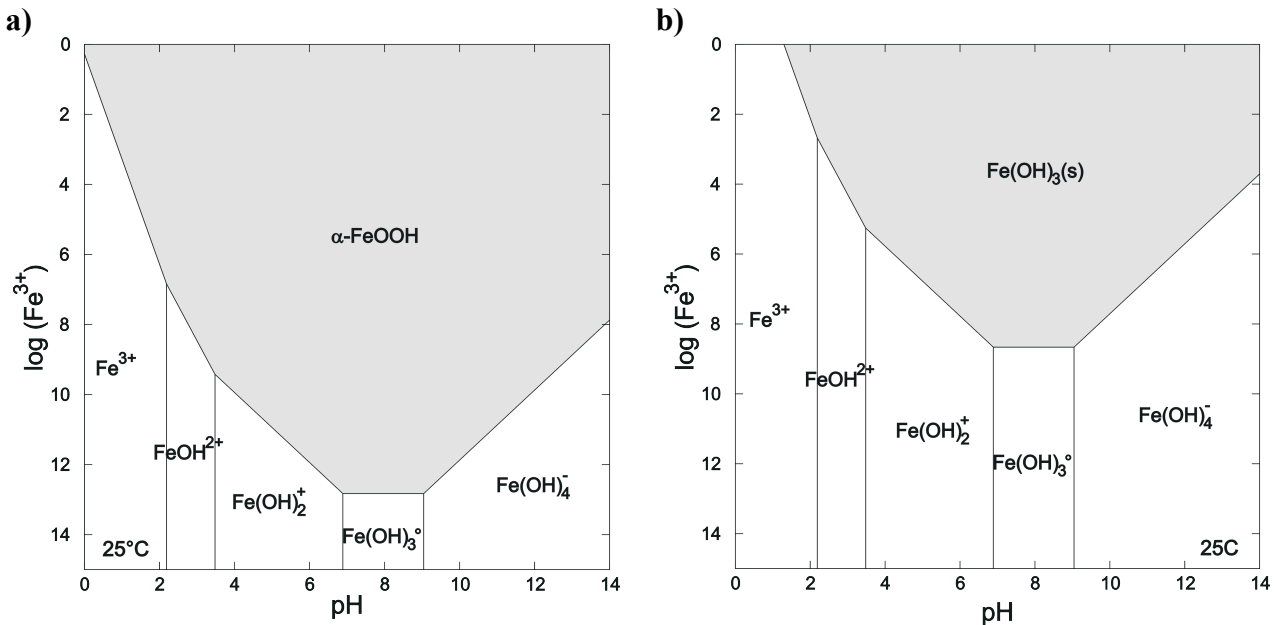 a)
0
2
4
6
8
10
12
14
log (Fe³⁺)
α-FeOOH
Fe³⁺
FeOH²⁺
Fe(OH)₂⁺
Fe(OH)₃°
Fe(OH)₄⁻
25°C
0 2 4 6 8 10 12 14
pH
b)
0
2
4
6
8
10
12
14
log (Fe³⁺)
Fe(OH)₃(s)
Fe³⁺
FeOH²⁺
Fe(OH)₂⁺
Fe(OH)₃°
Fe(OH)₄⁻
25C
0 2 4 6 8 10 12 14
pH